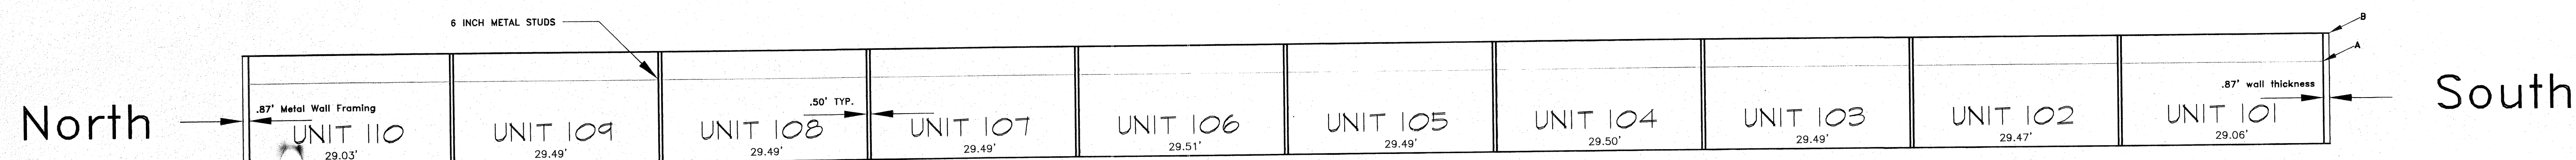 6 INCH METAL STUDS
B
A
North
South
.87' Metal Wall Framing
.50' TYP.
.87' wall thickness
UNIT 110
UNIT 109
UNIT 108
UNIT 107
UNIT 106
UNIT 105
UNIT 104
UNIT 103
UNIT 102
UNIT 101
29.03'
29.49'
29.49'
29.49'
29.51'
29.49'
29.50'
29.49'
29.47'
29.06'